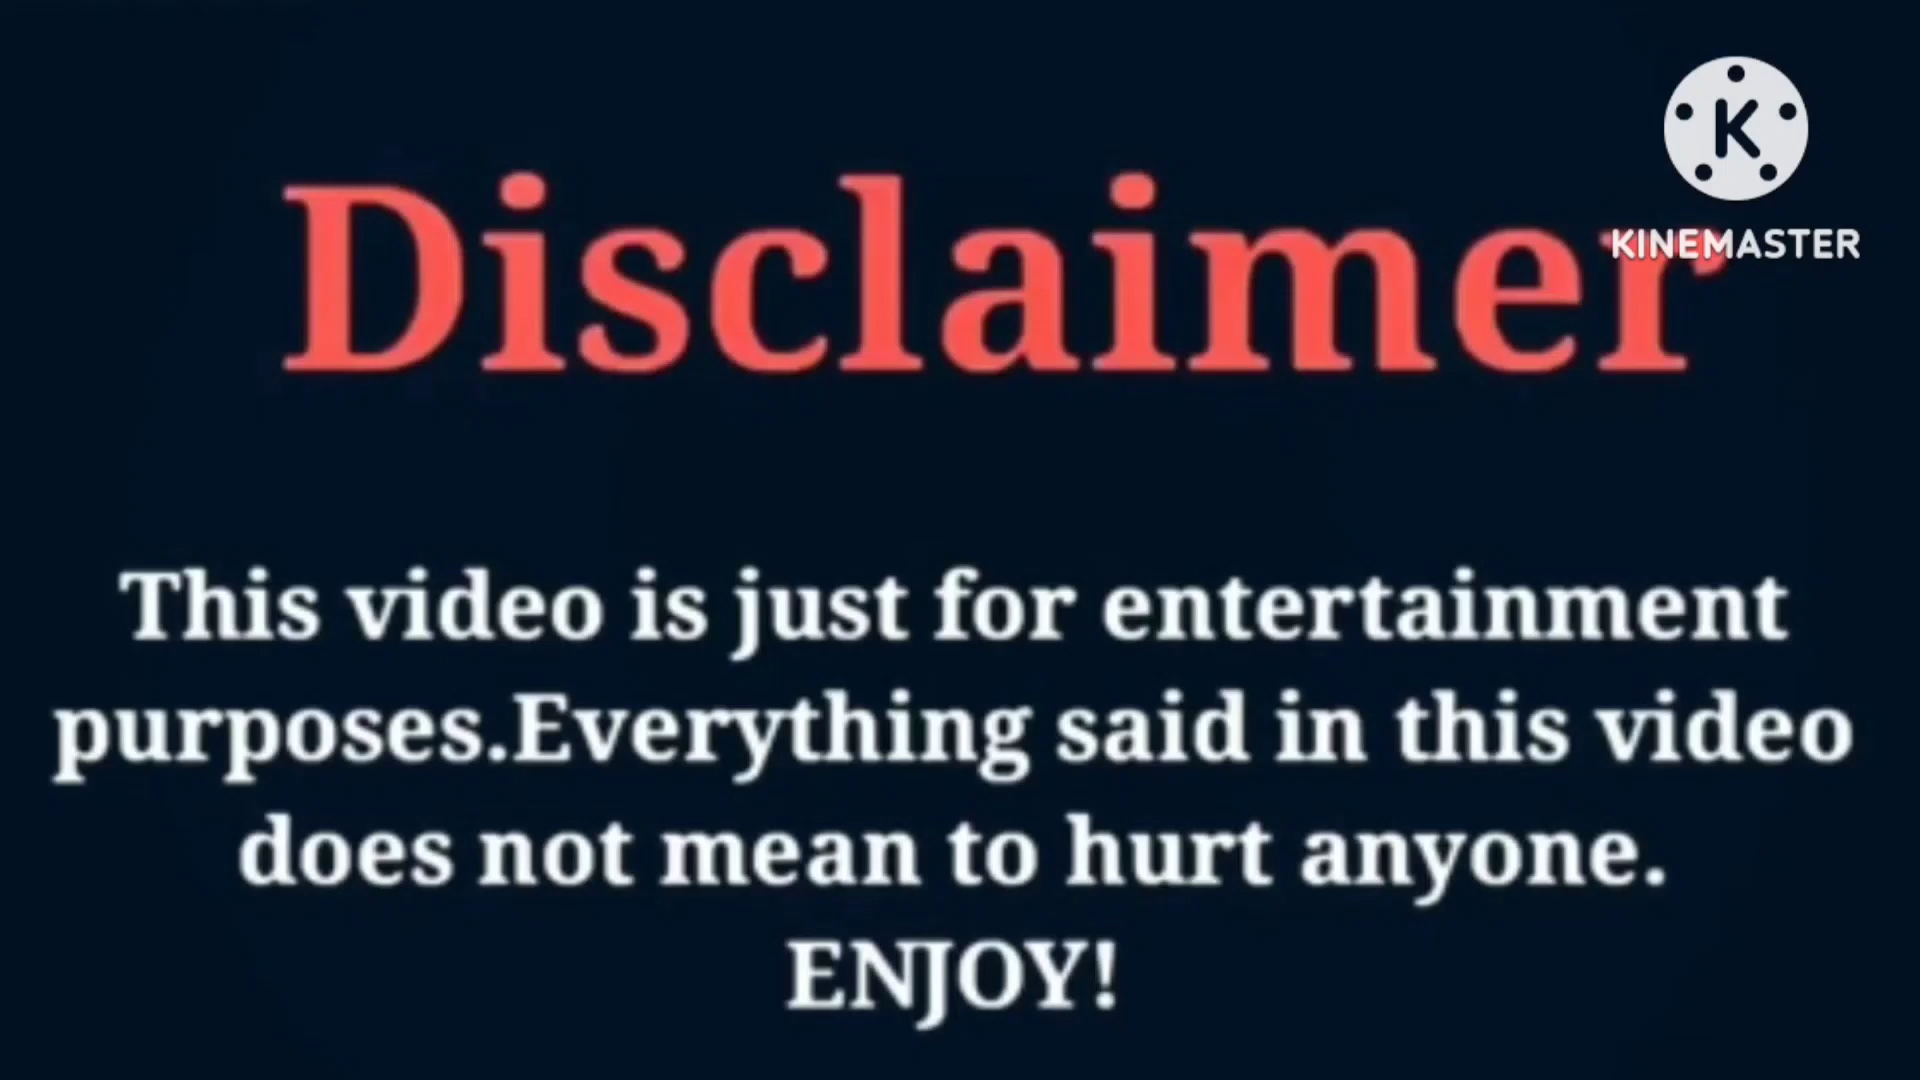 K
KINEMASTER
Disclaimer
This video is just for entertainment
purposes.Everything said in this video
does not mean to hurt anyone.
ENJOY!